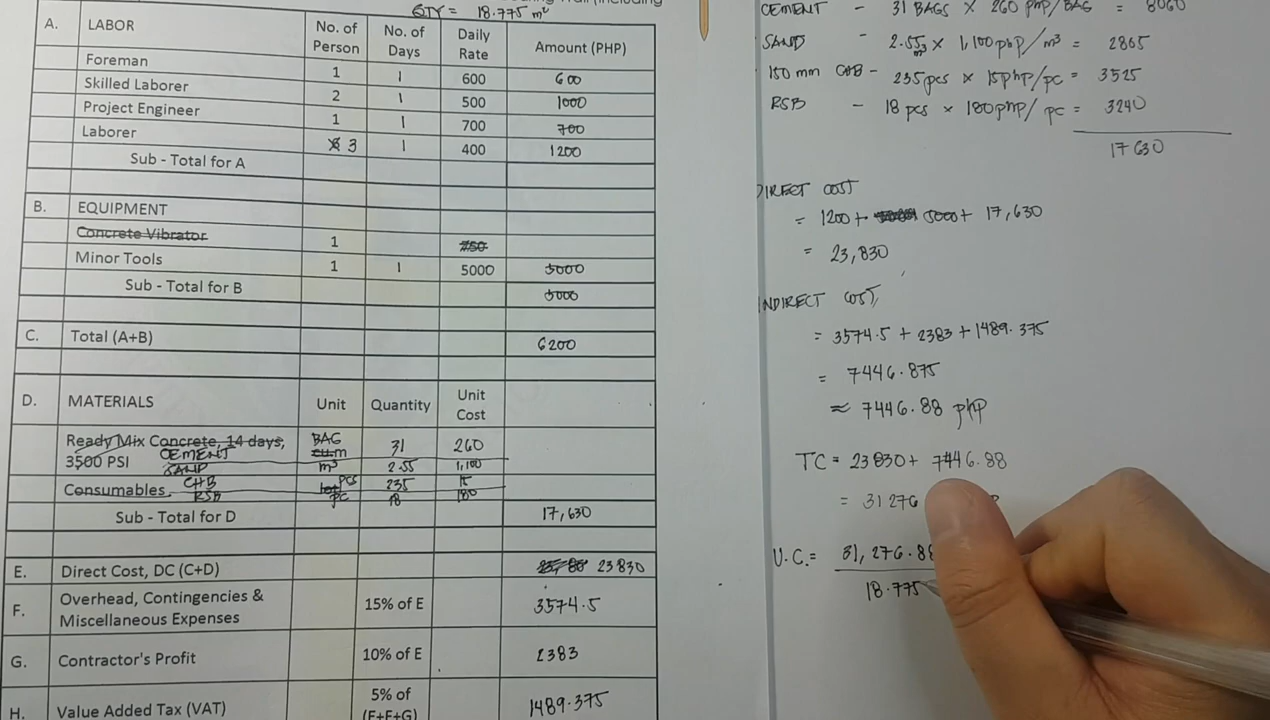 QTY = 18.775 m²
A. LABOR No. of Person No. of Days Daily Rate Amount (PHP)
Foreman 1 1 600 600
Skilled Laborer 2 1 500 1000
Project Engineer 1 1 700 700
Laborer 3 1 400 1200
Sub - Total for A
B. EQUIPMENT
Concrete Vibrator 1 750
Minor Tools 1 1 5000 5000
Sub - Total for B 5000
C. Total (A+B) 6200
D. MATERIALS Unit Quantity Unit Cost
Ready Mix Concrete, 14 days, BAG 31 260
3500 PSI CEMENT cu.m
SAND m³ 2.55 1,100
Consumables CHB lot PCS 235 15
RSB PC 18 180
Sub - Total for D 17,630
E. Direct Cost, DC (C+D) 23830
F. Overhead, Contingencies & Miscellaneous Expenses 15% of E 3574.5
G. Contractor's Profit 10% of E 2383
H. Value Added Tax (VAT) 5% of (E+F+G) 1489.375
CEMENT - 31 BAGS × 260 PHP/BAG = 8060
SAND - 2.55 m³ × 1,100 php/m³ = 2805
150 mm CHB - 235 pcs × 15 php/pc = 3525
RSB - 18 pcs × 180 php/pc = 3240
17630
DIRECT COST
= 1200 + 5000 + 17,630
= 23,830
INDIRECT COST,
= 3574.5 + 2383 + 1489.375
= 7446.875
≈ 7446.88 php
TC = 23830 + 7446.88
= 31276
U.C. = 31,276.88
18.775